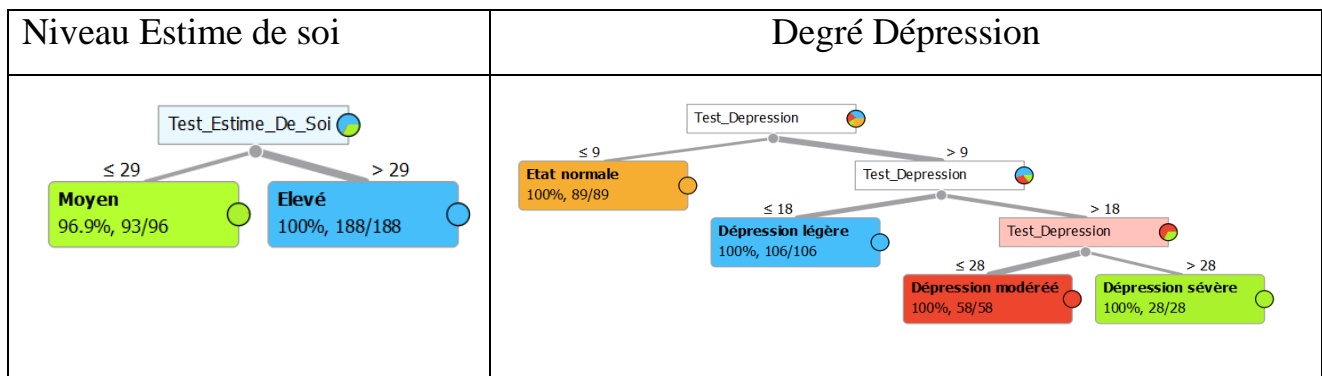 Niveau Estime de soi
Degré Dépression
Test_Estime_De_Soi
≤ 29
> 29
Moyen
96.9%, 93/96
Elevé
100%, 188/188
Test_Depression
≤ 9
> 9
Etat normale
100%, 89/89
Test_Depression
≤ 18
> 18
Dépression légère
100%, 106/106
Test_Depression
≤ 28
> 28
Dépression modéréé
100%, 58/58
Dépression sévère
100%, 28/28